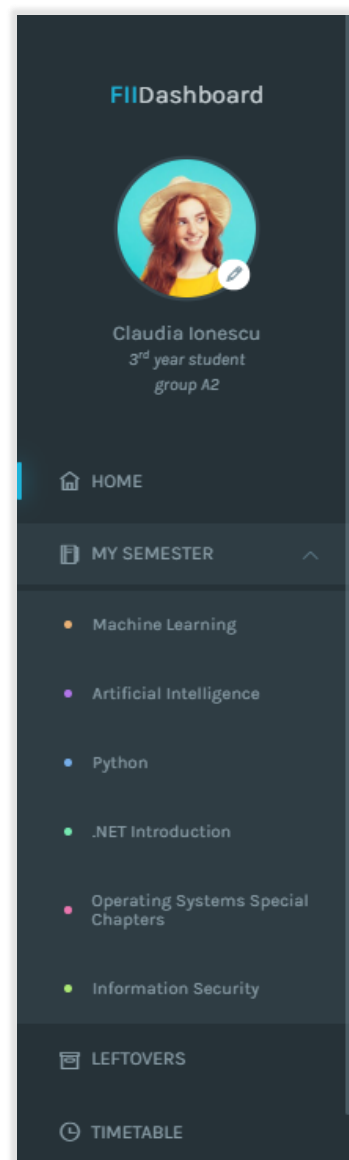 FIIDashboard
Claudia Ionescu
3rd year student
group A2
HOME
MY SEMESTER
Machine Learning
Artificial Intelligence
Python
.NET Introduction
Operating Systems Special
Chapters
Information Security
LEFTOVERS
TIMETABLE